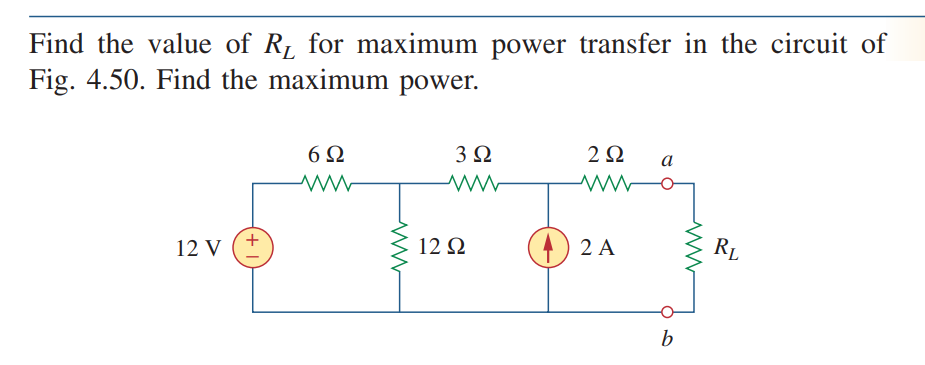 Find the value of R_L for maximum power transfer in the circuit of
Fig. 4.50. Find the maximum power.
6 Ω 3 Ω 2 Ω a
12 V + − 12 Ω 2 A R_L
b